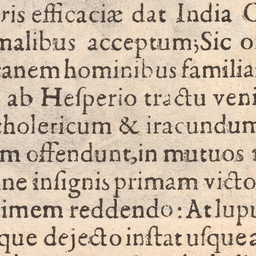 ris efficaciæ dat India
malibus acceptum; Sic
anem hominibus familia
ab Heſperio tractu veni
cholericum & iracundum
m offendunt, in mutuos
ne inſignis primam victo
imem reddendo: At lupu
que dejecto inſtat uſque a